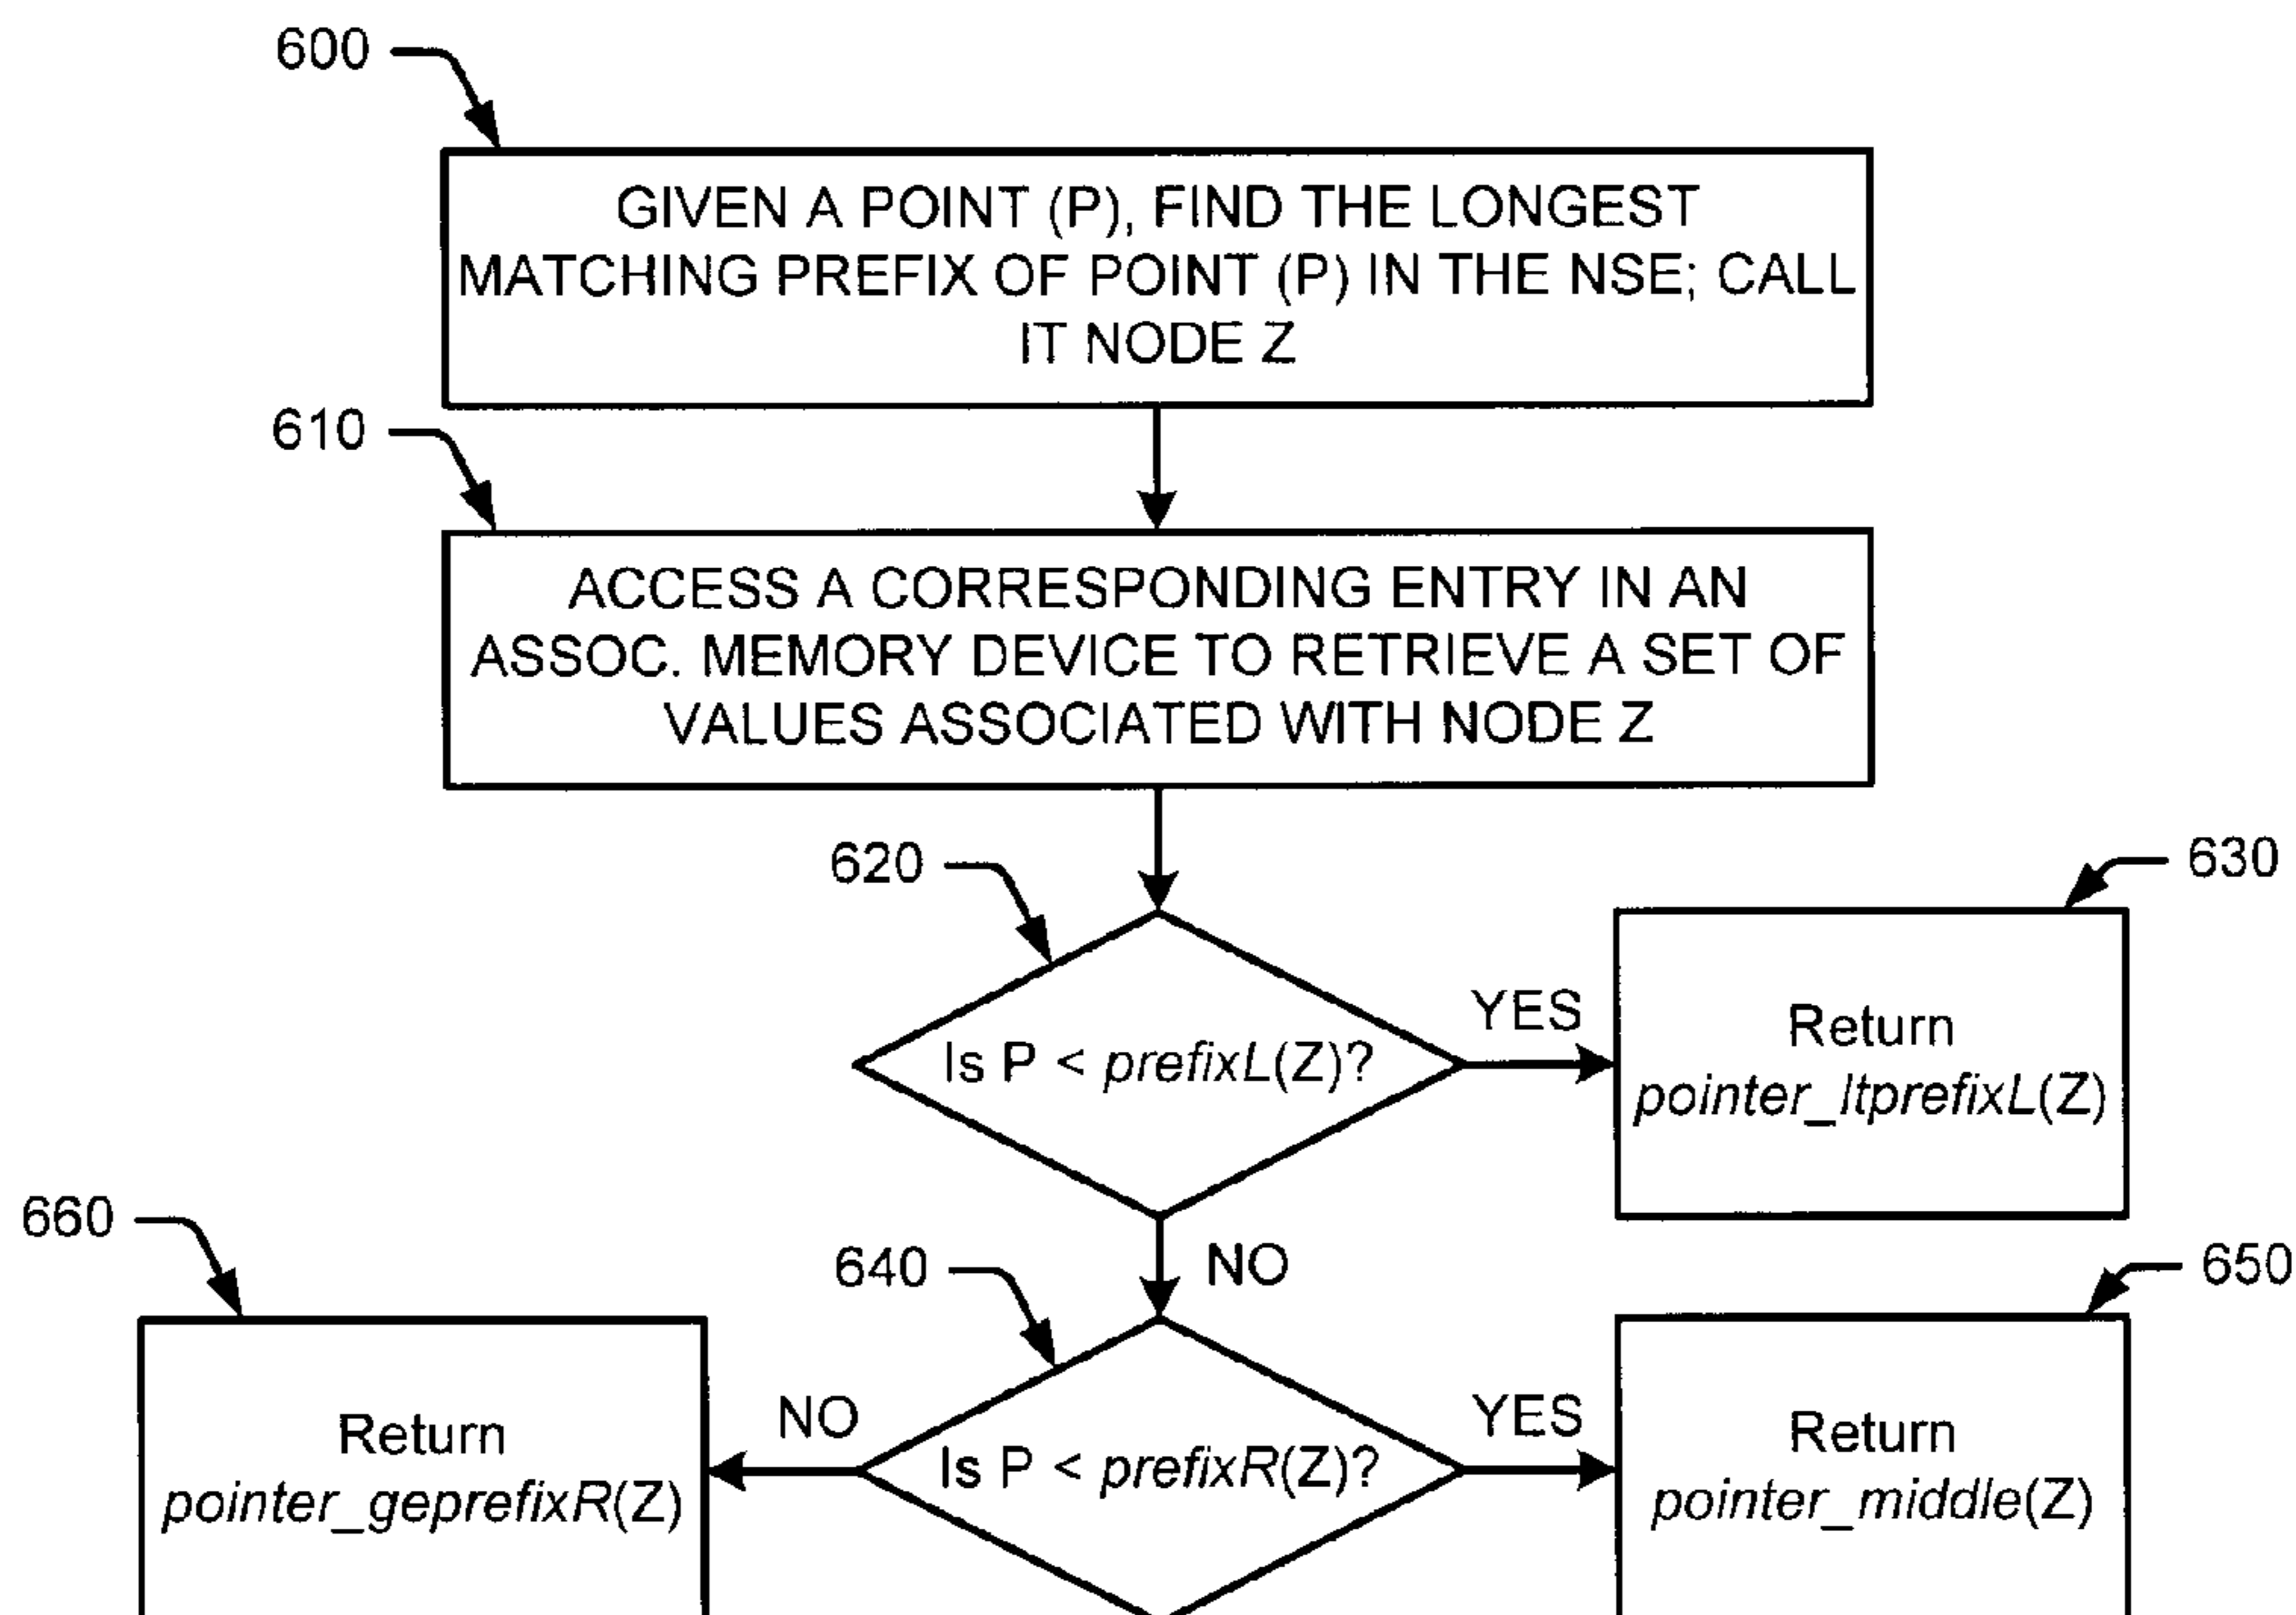 600
GIVEN A POINT (P), FIND THE LONGEST
MATCHING PREFIX OF POINT (P) IN THE NSE; CALL
IT NODE Z
610
ACCESS A CORRESPONDING ENTRY IN AN
ASSOC. MEMORY DEVICE TO RETRIEVE A SET OF
VALUES ASSOCIATED WITH NODE Z
620
630
Is P < prefixL(Z)?
YES
Return
pointer_ltprefixL(Z)
NO
660
640
650
Is P < prefixR(Z)?
NO
YES
Return
pointer_geprefixR(Z)
Return
pointer_middle(Z)